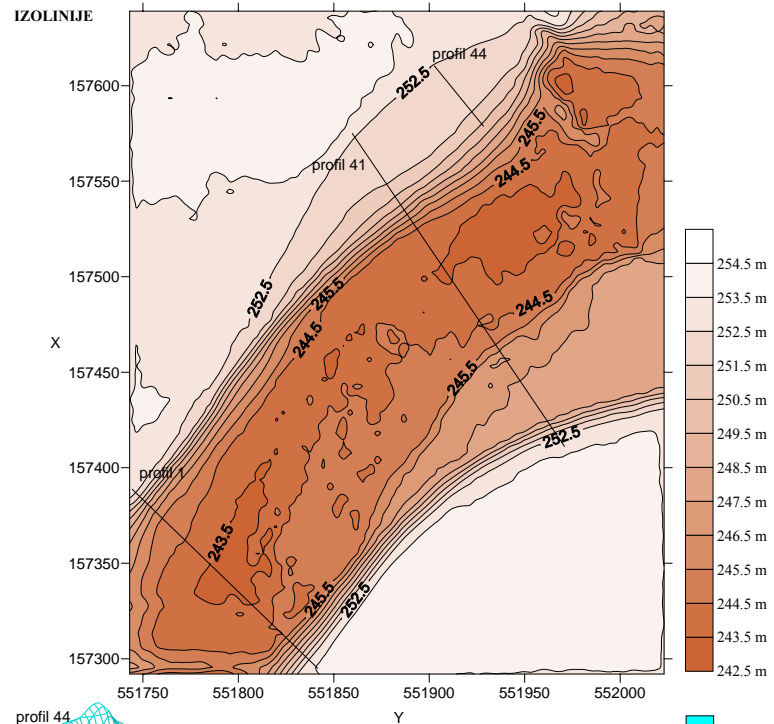 IZOLINIJE
profil 44
252.5
157600
245.5
profil 41
244.5
157550
254.5 m
253.5 m
252.5 m
251.5 m
250.5 m
249.5 m
248.5 m
247.5 m
246.5 m
245.5 m
244.5 m
243.5 m
242.5 m
157500
252.5
245.5
244.5
244.5
X
157450
245.5
252.5
157400
profil 1
243.5
157350
245.5
252.5
157300
551750
551800
551850
551900
551950
552000
Y
profil 44